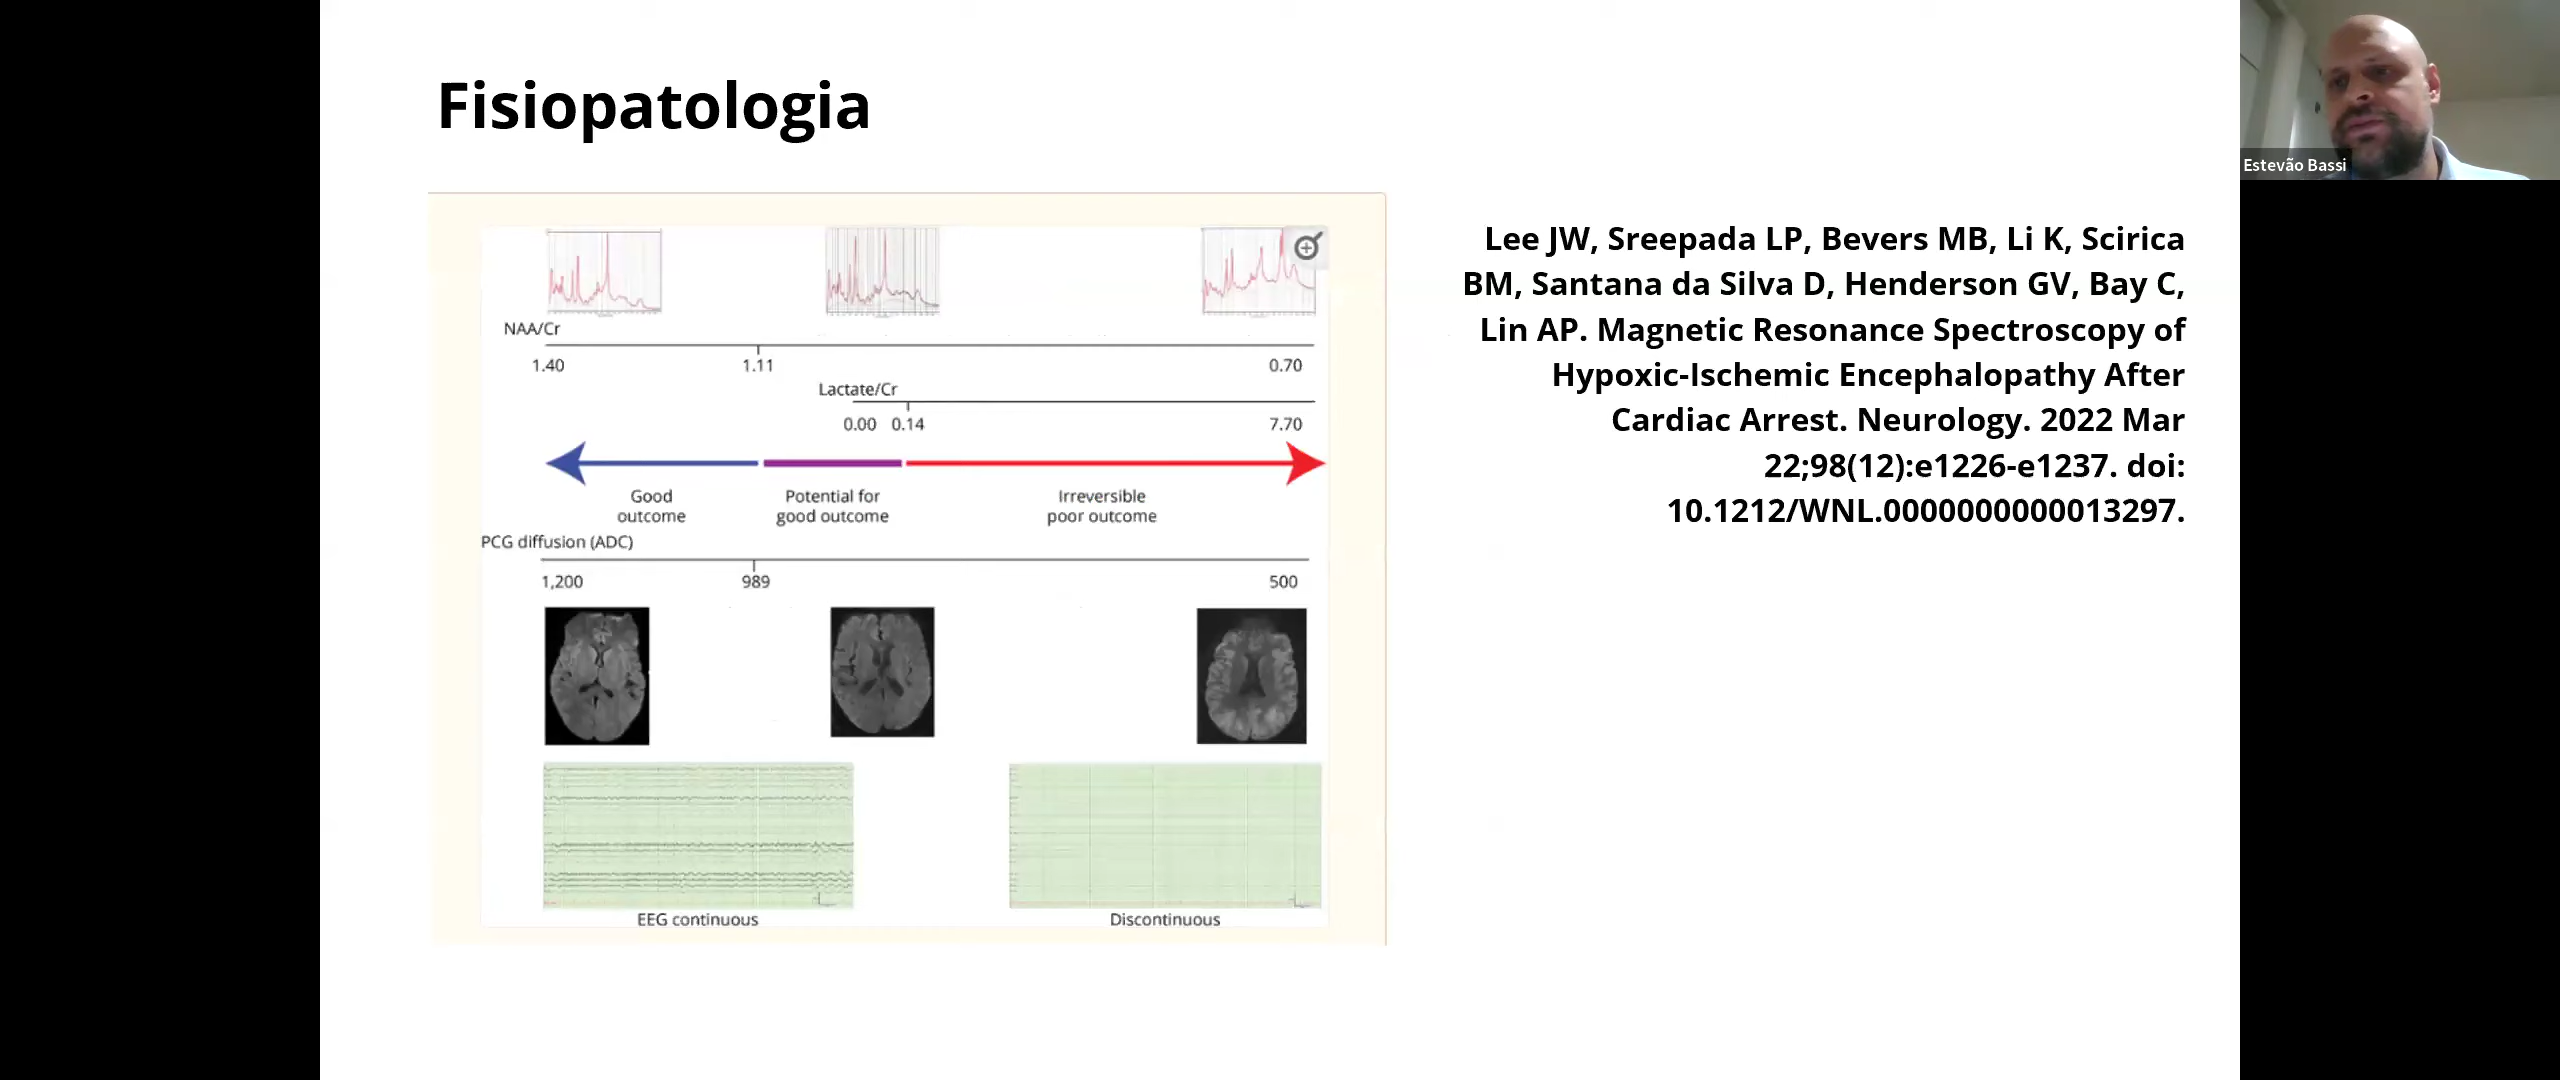 Fisiopatologia
Estevão Bassi
NAA/Cr
1.40 1.11 0.70
Lactate/Cr
0.00 0.14 7.70
Good
outcome
Potential for
good outcome
Irreversible
poor outcome
PCG diffusion (ADC)
1,200 989 500
EEG continuous
Discontinuous
Lee JW, Sreepada LP, Bevers MB, Li K, Scirica
BM, Santana da Silva D, Henderson GV, Bay C,
Lin AP. Magnetic Resonance Spectroscopy of
Hypoxic-Ischemic Encephalopathy After
Cardiac Arrest. Neurology. 2022 Mar
22;98(12):e1226-e1237. doi:
10.1212/WNL.0000000000013297.